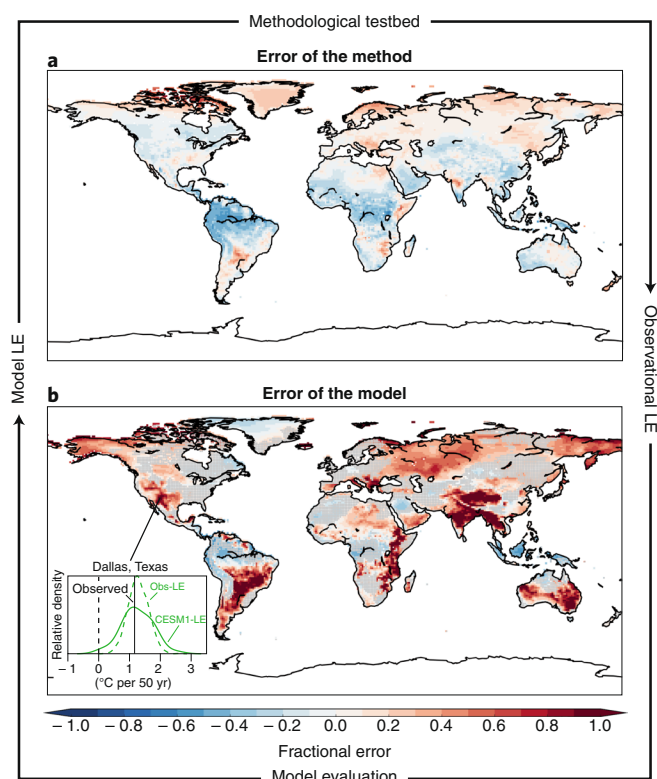 Methodological testbed
a
Error of the method
Model LE
Observational LE
b
Error of the model
Dallas, Texas
Observed
Obs-LE
CESM1-LE
Relative density
– 1 0 1 2 3
(°C per 50 yr)
– 1.0 – 0.8 – 0.6 – 0.4 – 0.2 0.0 0.2 0.4 0.6 0.8 1.0
Fractional error
Model evaluation